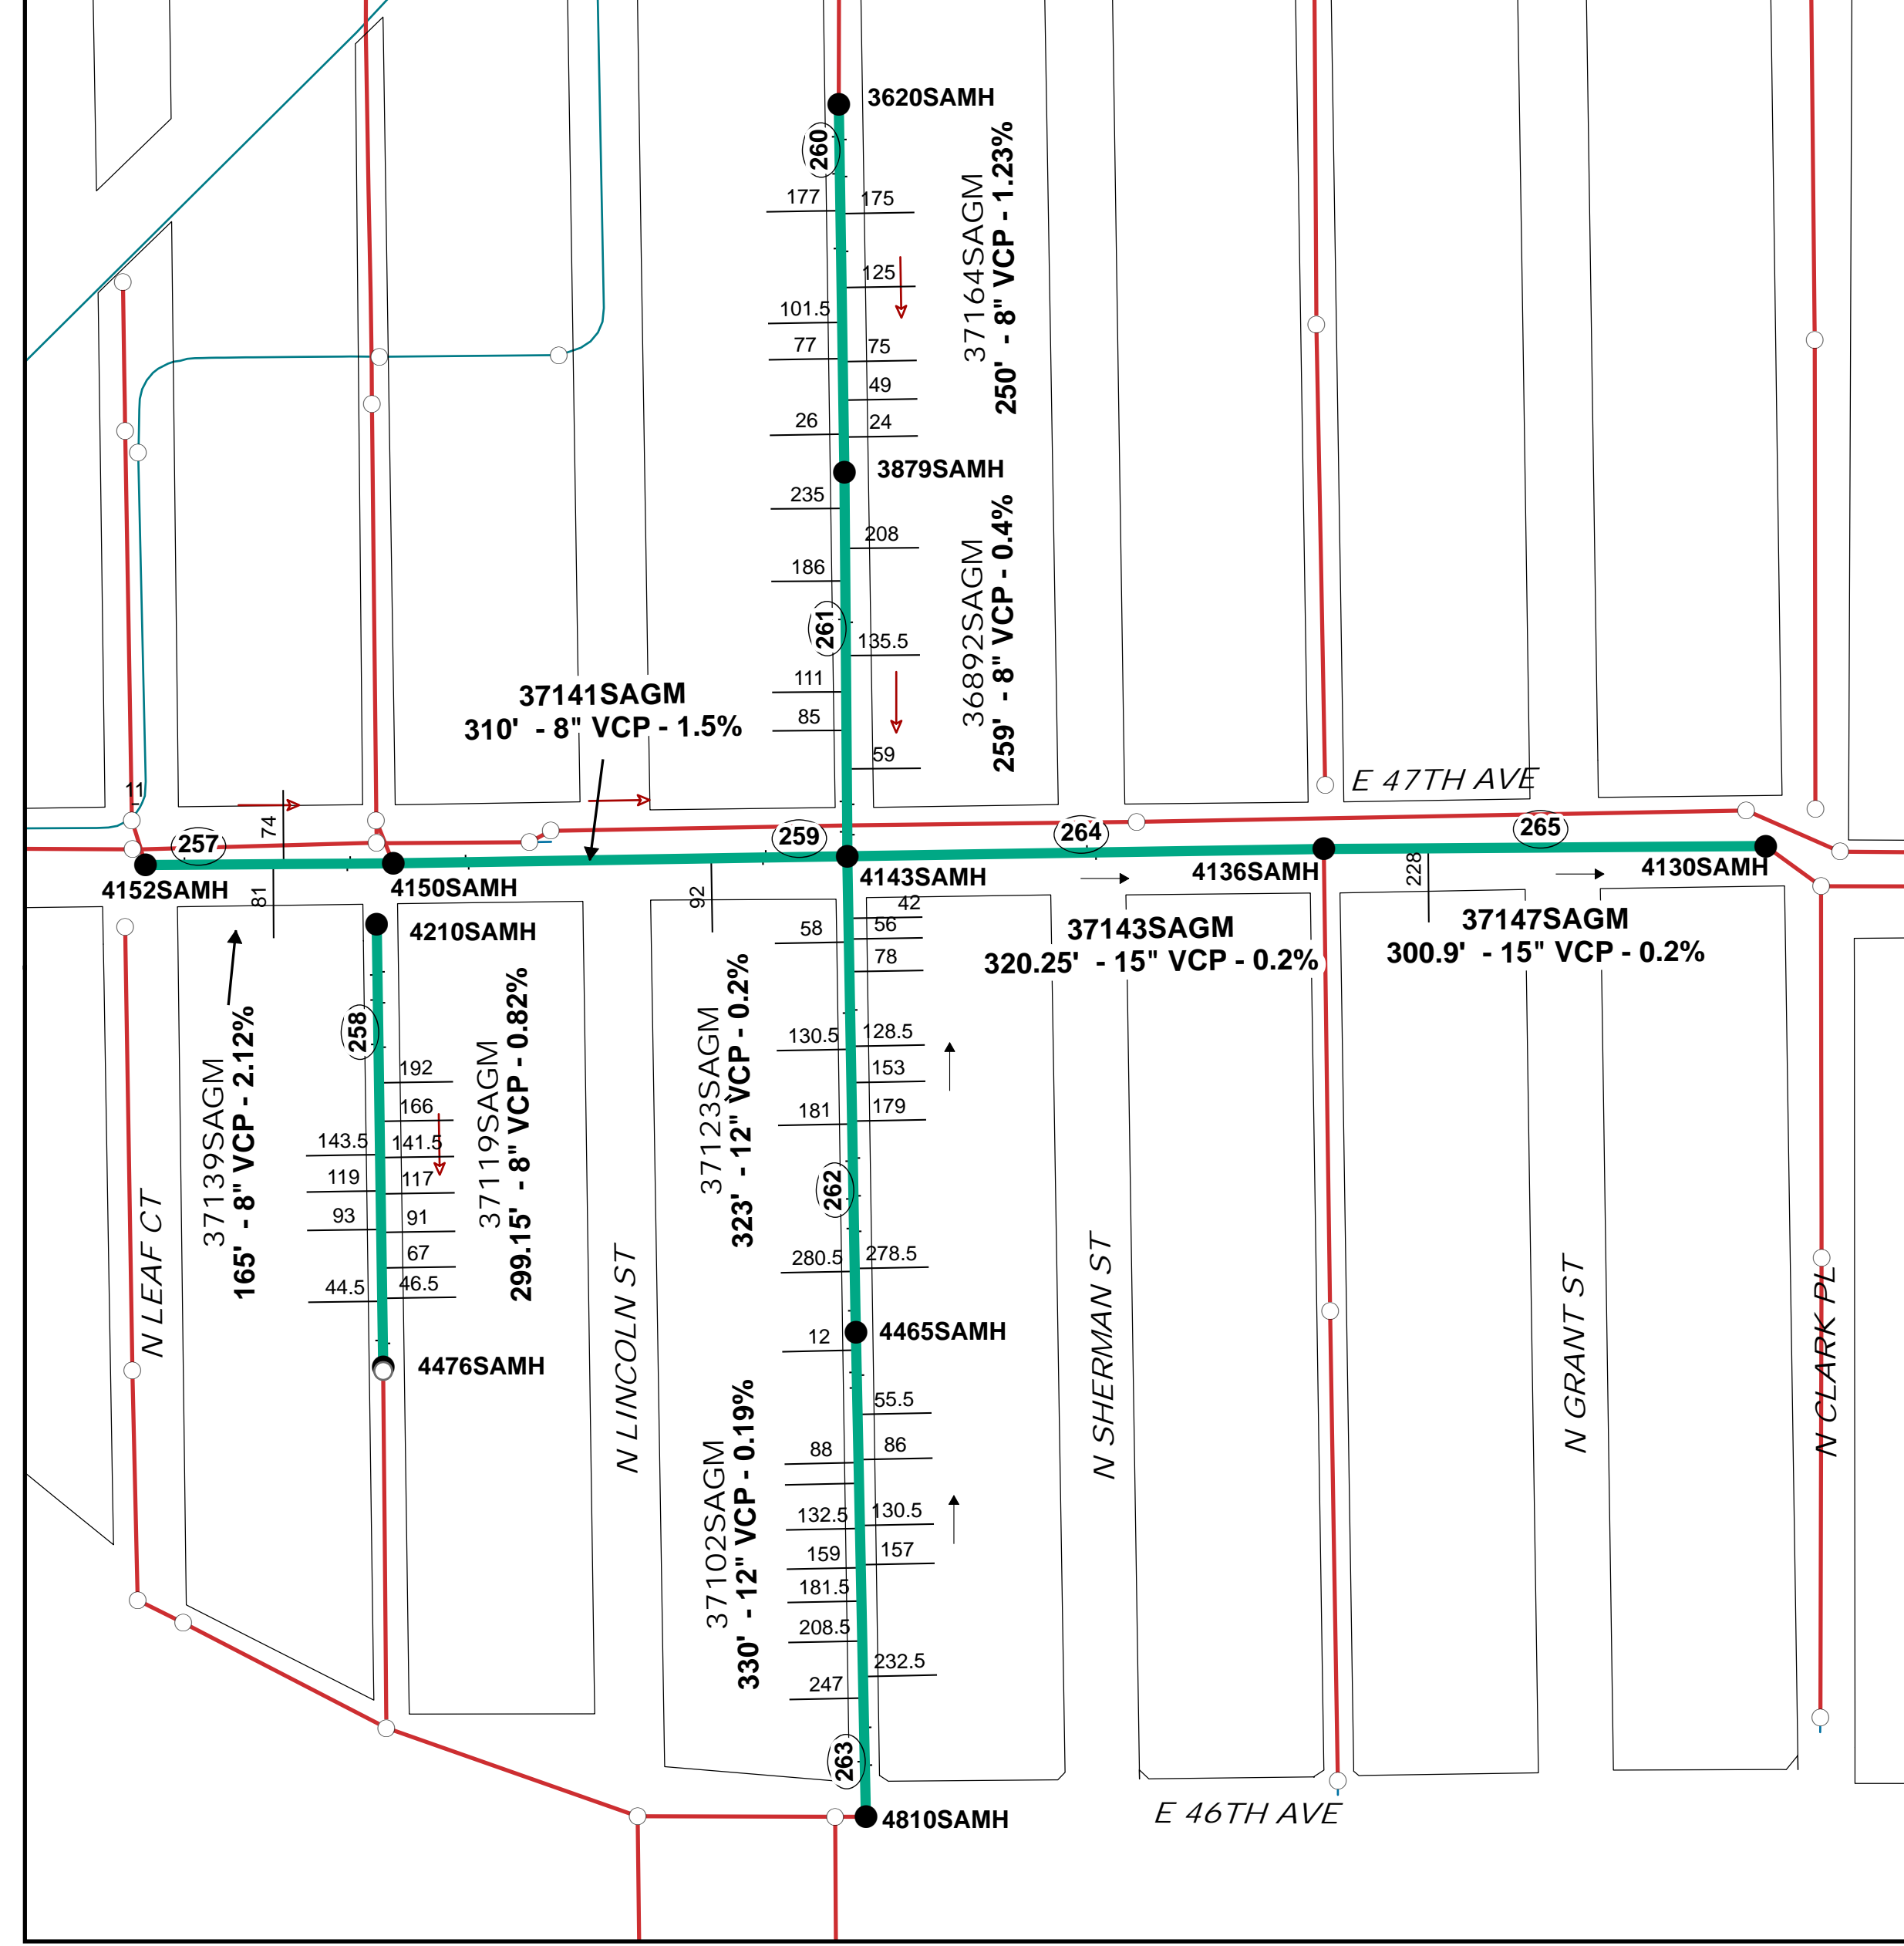 3620SAMH
260
177
175
37164SAGM
250' - 8" VCP - 1.23%
125
101.5
77
75
49
26
24
3879SAMH
235
208
186
36892SAGM
259' - 8" VCP - 0.4%
261
135.5
111
85
59
37141SAGM
310' - 8" VCP - 1.5%
E 47TH AVE
11
74
257
259
264
265
4152SAMH
81
4150SAMH
92
4143SAMH
4136SAMH
228
4130SAMH
4210SAMH
42
58
56
78
37143SAGM
320.25' - 15" VCP - 0.2%
37147SAGM
300.9' - 15" VCP - 0.2%
37139SAGM
165' - 8" VCP - 2.12%
258
192
166
143.5
141.5
119
117
93
91
67
44.5
46.5
37119SAGM
299.15' - 8" VCP - 0.82%
37123SAGM
323' - 12" VCP - 0.2%
130.5
128.5
153
181
179
262
280.5
278.5
N LEAF CT
N LINCOLN ST
N SHERMAN ST
N GRANT ST
N CLARK PL
4465SAMH
12
4476SAMH
37102SAGM
330' - 12" VCP - 0.19%
55.5
88
86
132.5
130.5
159
157
181.5
208.5
232.5
247
263
4810SAMH
E 46TH AVE